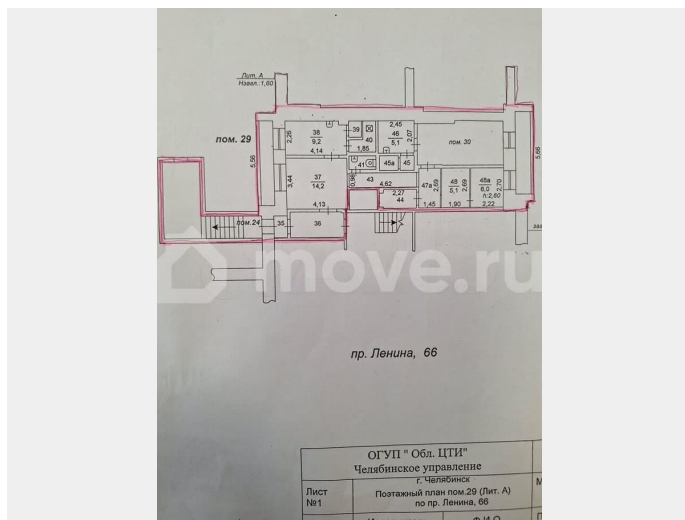 Лит. А
H3вел.:1,60
пом. 29
5,56
2,25
38
9,2
4,14
39
40
1,85
2,45
46
5,1
2,07
пом. 30
5,66
3,44
37
14,2
4,13
41
0,96
43
4,62
45а
45
47а
2,69
1,45
48
5,1
2,69
1,90
48а
6,0
h:2,60
2,70
2,22
2,27
44
пом.24
35
36
move.ru
пр. Ленина, 66
ОГУП " Обл. ЦТИ"
Челябинское управление
Лист
№1
г. Челябинск
Поэтажный план пом.29 (Лит. А)
по пр. Ленина, 66